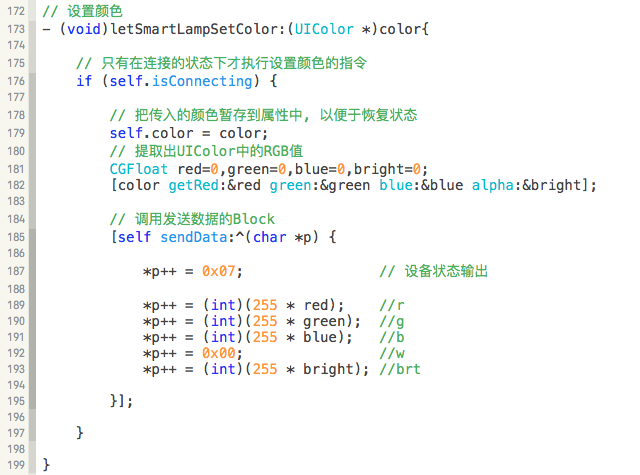 172 // 设置颜色
173 - (void)letSmartLampSetColor:(UIColor *)color{
174
175     // 只有在连接的状态下才执行设置颜色的指令
176     if (self.isConnecting) {
177
178         // 把传入的颜色暂存到属性中, 以便于恢复状态
179         self.color = color;
180         // 提取出UIColor中的RGB值
181         CGFloat red=0,green=0,blue=0,bright=0;
182         [color getRed:&red green:&green blue:&blue alpha:&bright];
183
184         // 调用发送数据的Block
185         [self sendData:^(char *p) {
186
187             *p++ = 0x07;                // 设备状态输出
188
189             *p++ = (int)(255 * red);    //r
190             *p++ = (int)(255 * green);  //g
191             *p++ = (int)(255 * blue);   //b
192             *p++ = 0x00;                //w
193             *p++ = (int)(255 * bright); //brt
194
195         }];
196
197     }
198
199 }